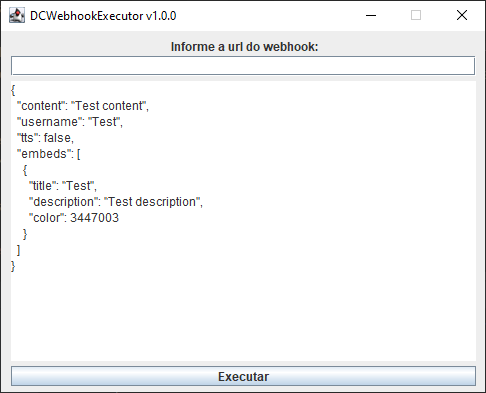 DCWebhookExecutor v1.0.0
Informe a url do webhook:
{
  "content": "Test content",
  "username": "Test",
  "tts": false,
  "embeds": [
    {
      "title": "Test",
      "description": "Test description",
      "color": 3447003
    }
  ]
}
Executar